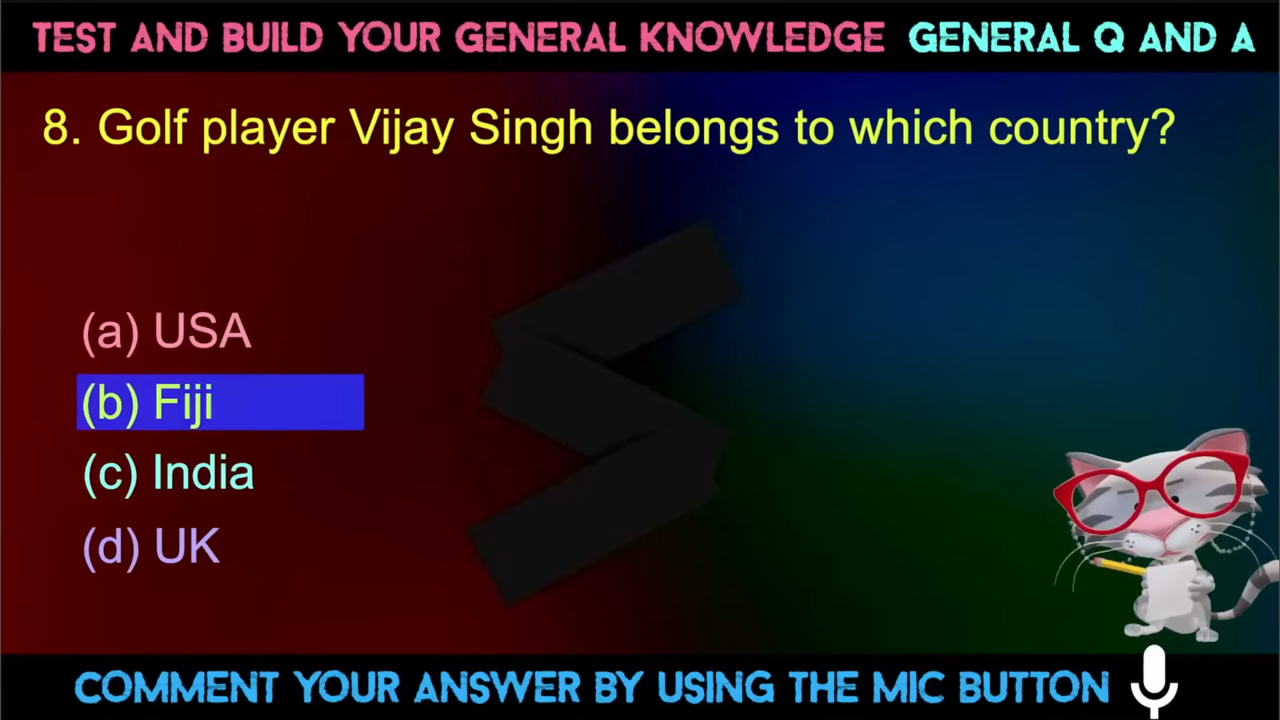 TEST AND BUILD YOUR GENERAL KNOWLEDGE GENERAL Q AND A
8. Golf player Vijay Singh belongs to which country?
(a) USA
(b) Fiji
(c) India
(d) UK
COMMENT YOUR ANSWER BY USING THE MIC BUTTON